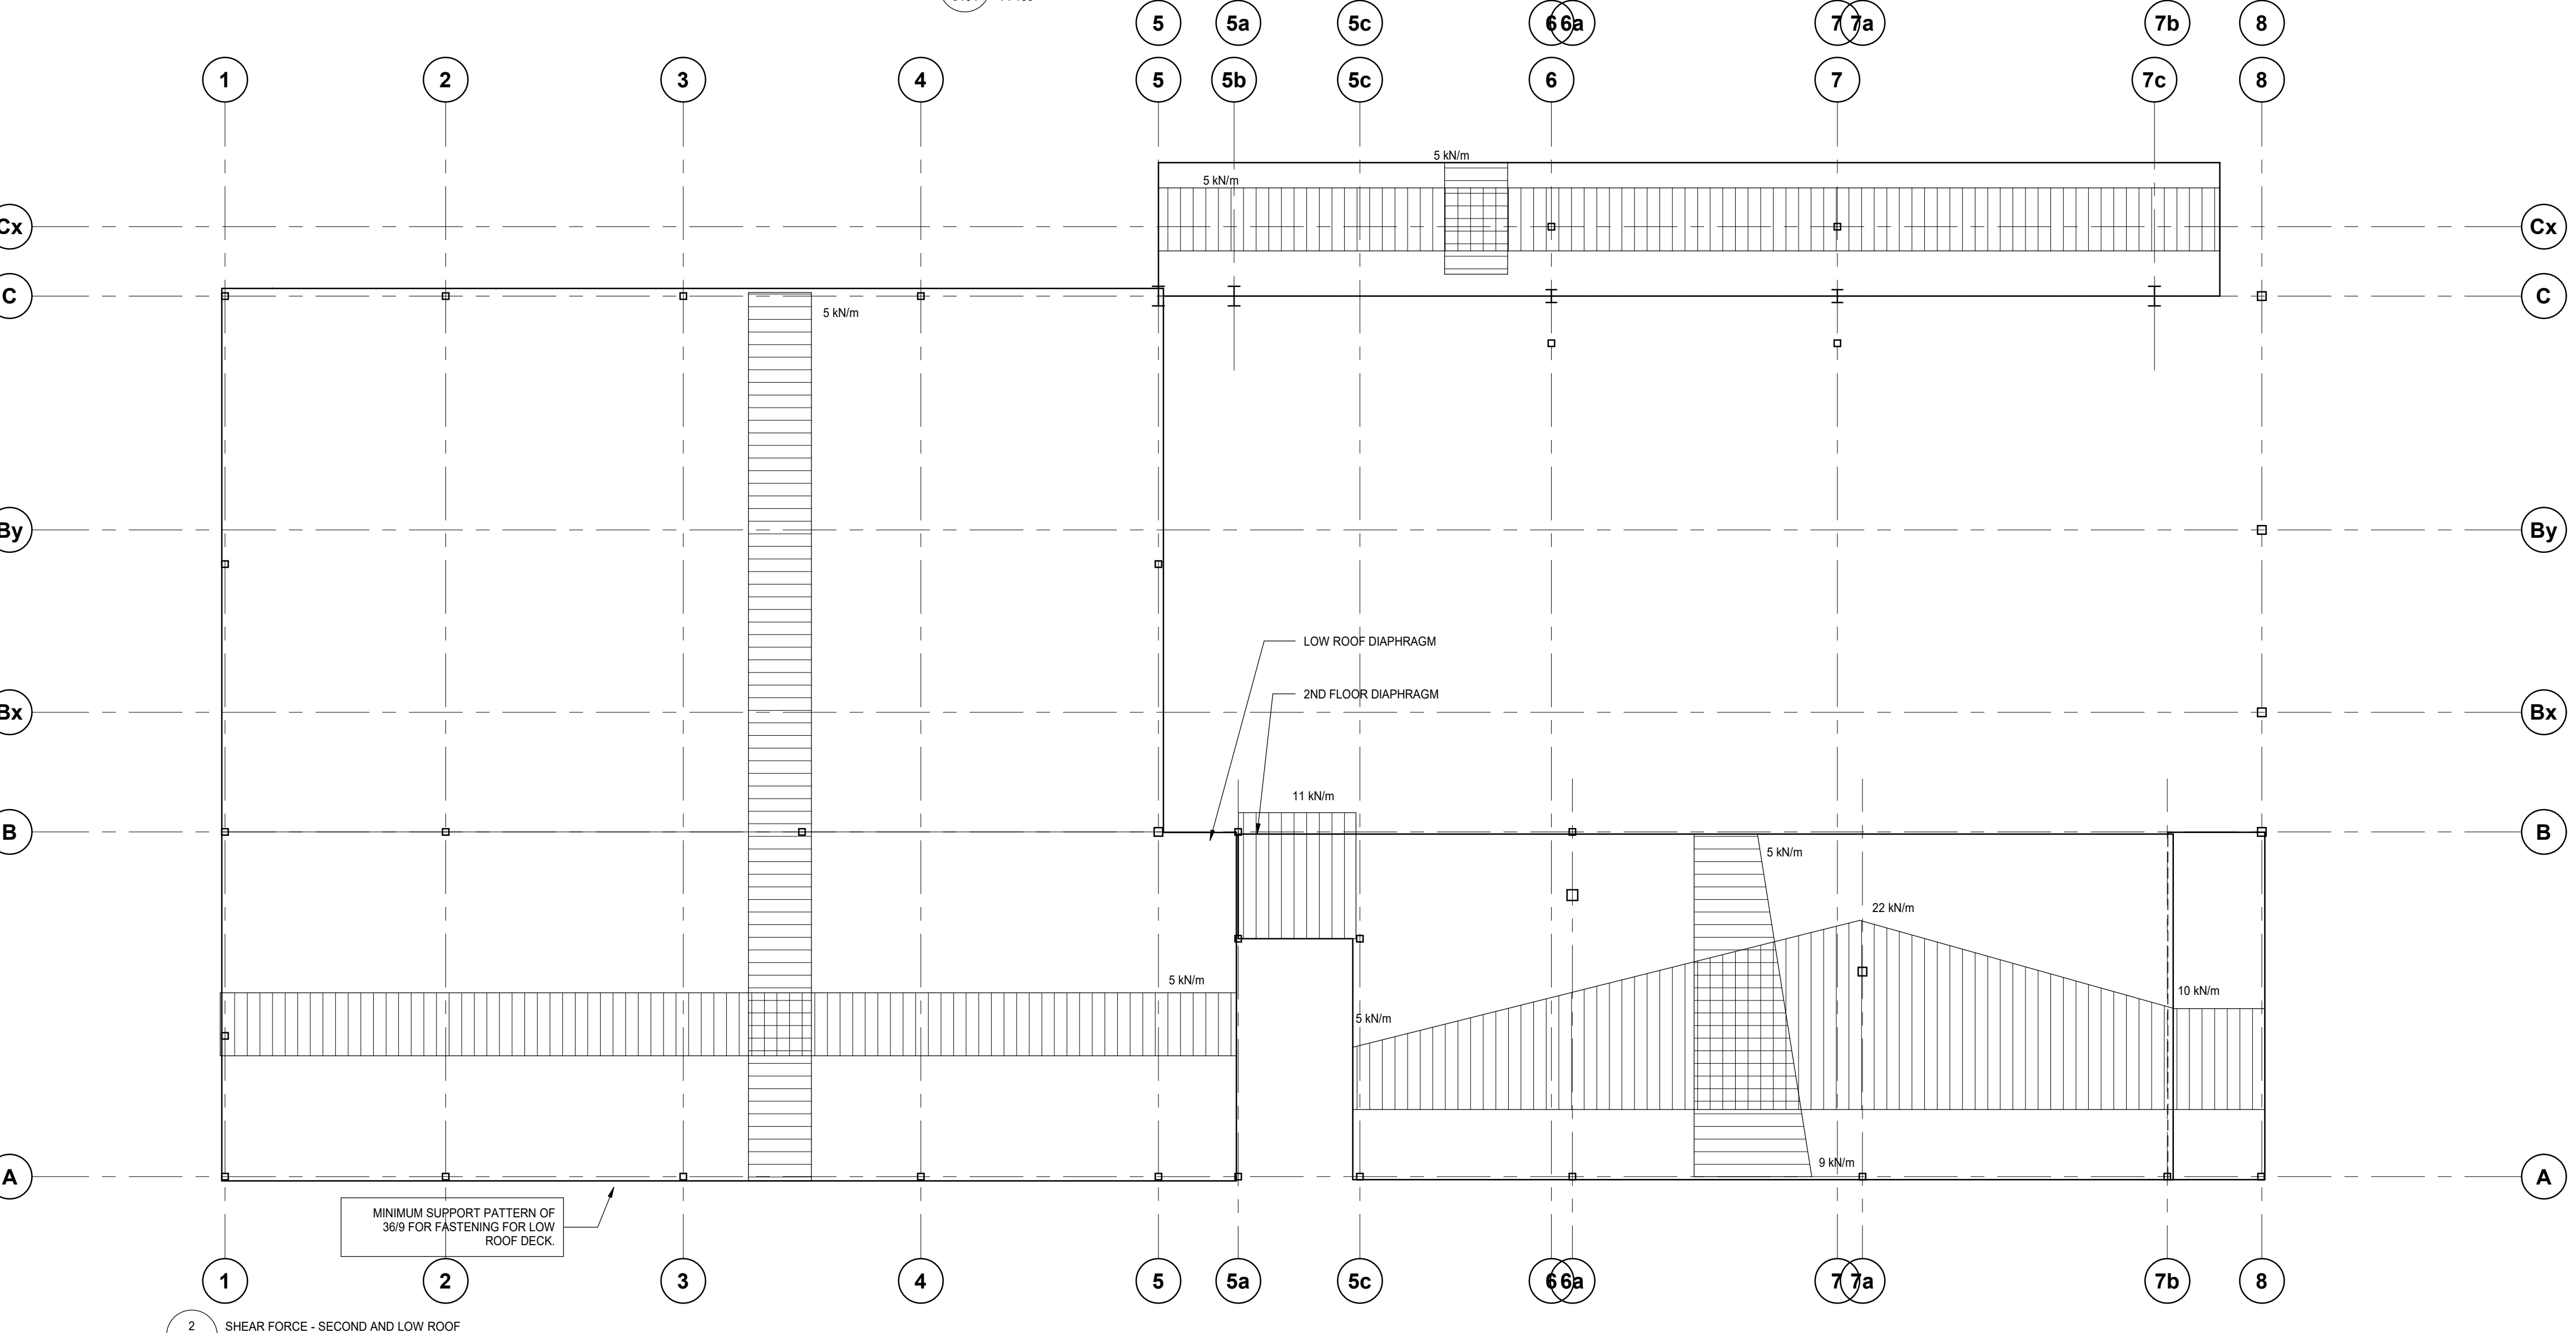 5 5a 5c 6 6a 7 7a 7b 8
1 2 3 4 5 5b 5c 6 7 7c 8
5 kN/m
5 kN/m
Cx Cx
C C
5 kN/m
By By
LOW ROOF DIAPHRAGM
2ND FLOOR DIAPHRAGM
Bx Bx
11 kN/m
B B
5 kN/m
22 kN/m
5 kN/m
10 kN/m
5 kN/m
9 kN/m
A A
MINIMUM SUPPORT PATTERN OF
36/9 FOR FASTENING FOR LOW
ROOF DECK.
1 2 3 4 5 5a 5c 6 6a 7 7a 7b 8
2 SHEAR FORCE - SECOND AND LOW ROOF